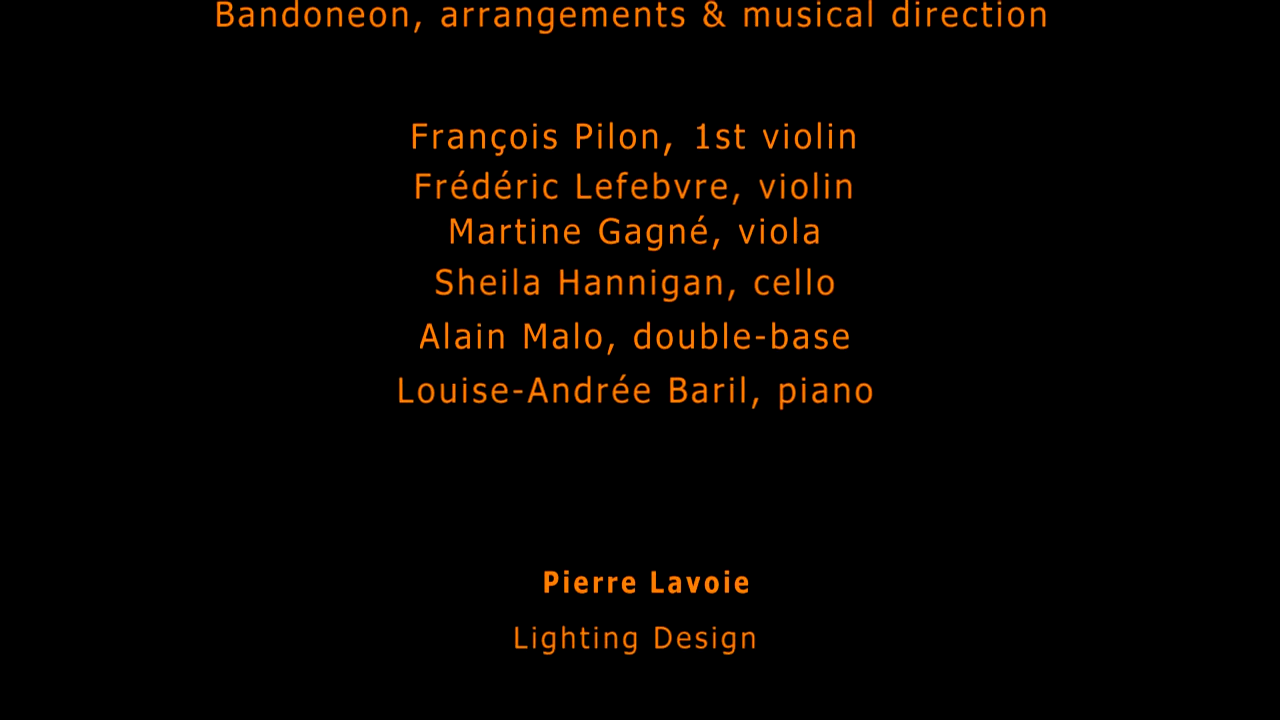 Bandoneon, arrangements & musical direction
François Pilon, 1st violin
Frédéric Lefebvre, violin
Martine Gagné, viola
Sheila Hannigan, cello
Alain Malo, double-base
Louise-Andrée Baril, piano
Pierre Lavoie
Lighting Design